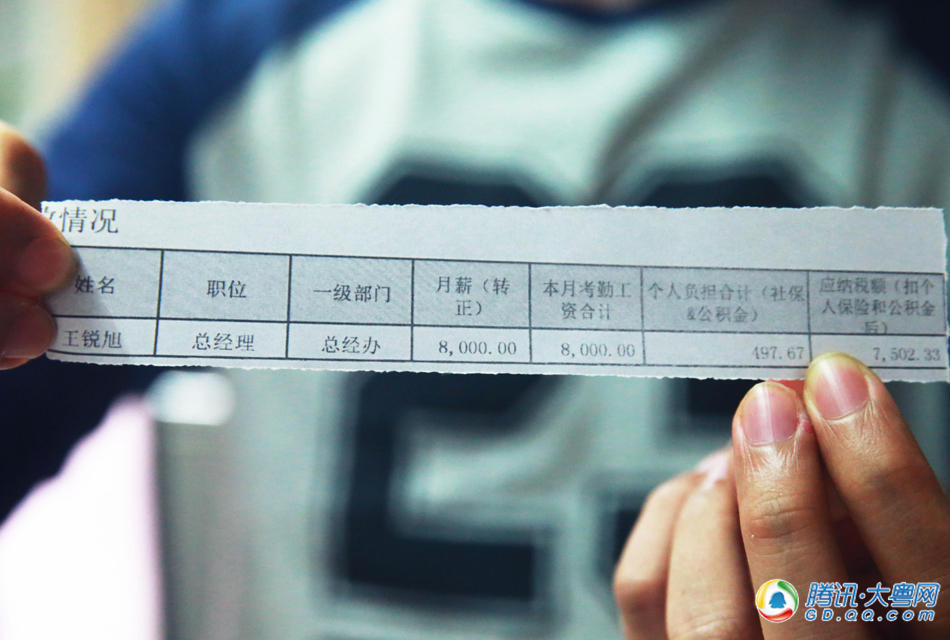 情况
姓名 职位 一级部门 月薪（转正） 本月考勤工资合计 个人负担合计（社保&公积金） 应纳税额（扣个人保险和公积金后）
王锐旭 总经理 总经办 8,000.00 8,000.00 497.67 7,502.33
腾讯·大粤网
GD.QQ.COM